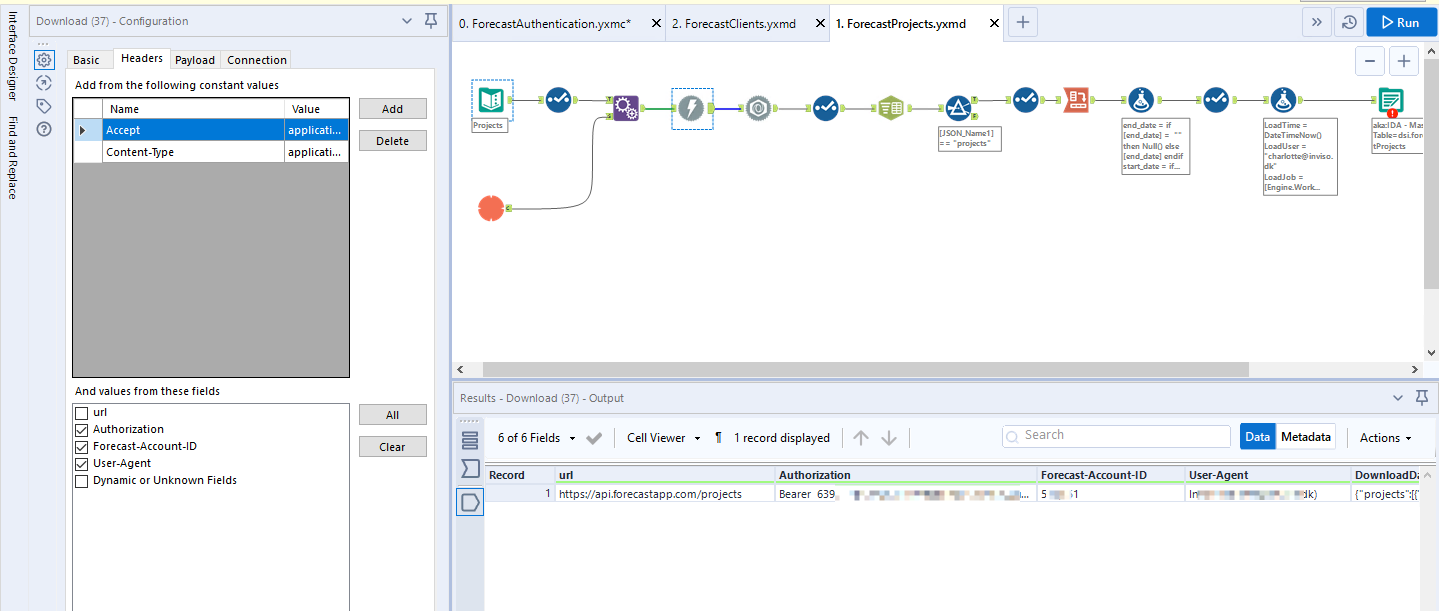 Interface Designer
Find and Replace
Download (37) - Configuration
Basic
Headers
Payload
Connection
Add from the following constant values
Name
Value
Accept
applicati...
Content-Type
applicati...
Add
Delete
And values from these fields
url
Authorization
Forecast-Account-ID
User-Agent
Dynamic or Unknown Fields
All
Clear
0. ForecastAuthentication.yxmc*
2. ForecastClients.yxmd
1. ForecastProjects.yxmd
Run
Projects
T
S
C
T
F
[JSON_Name1]
== "projects"
end_date = if
[end_date] = ""
then Null() else
[end_date] endif
start_date = if...
LoadTime =
DateTimeNow()
LoadUser =
"charlotte@inviso.
dk"
LoadJob =
[Engine.Work...
aka:IDA - Mas
Table=dsi.fore
tProjects
Results - Download (37) - Output
6 of 6 Fields
Cell Viewer
¶
1 record displayed
Search
Data
Metadata
Actions
Record
url
Authorization
Forecast-Account-ID
User-Agent
DownloadDa
1
https://api.forecastapp.com/projects
Bearer 639
...
5
1
In
dk)
{"projects":[{"